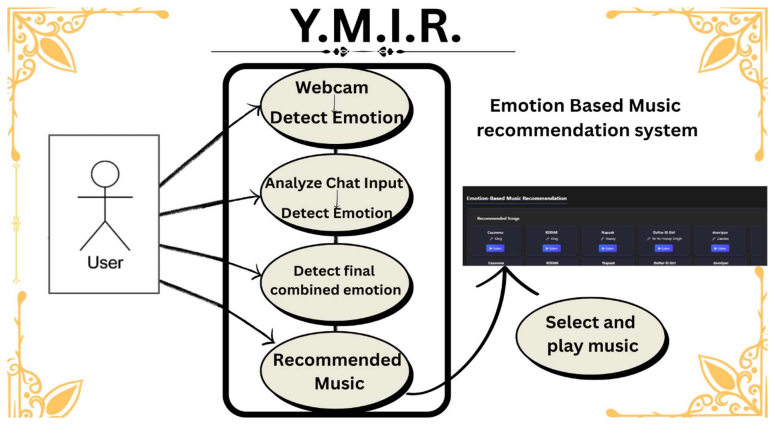 Y.M.I.R.
Webcam
Detect Emotion
Analyze Chat Input
Detect Emotion
Detect final
combined emotion
Recommended
Music
User
Emotion Based Music
recommendation system
Emotion-Based Music Recommendation
Recommended Songs
Select and
play music